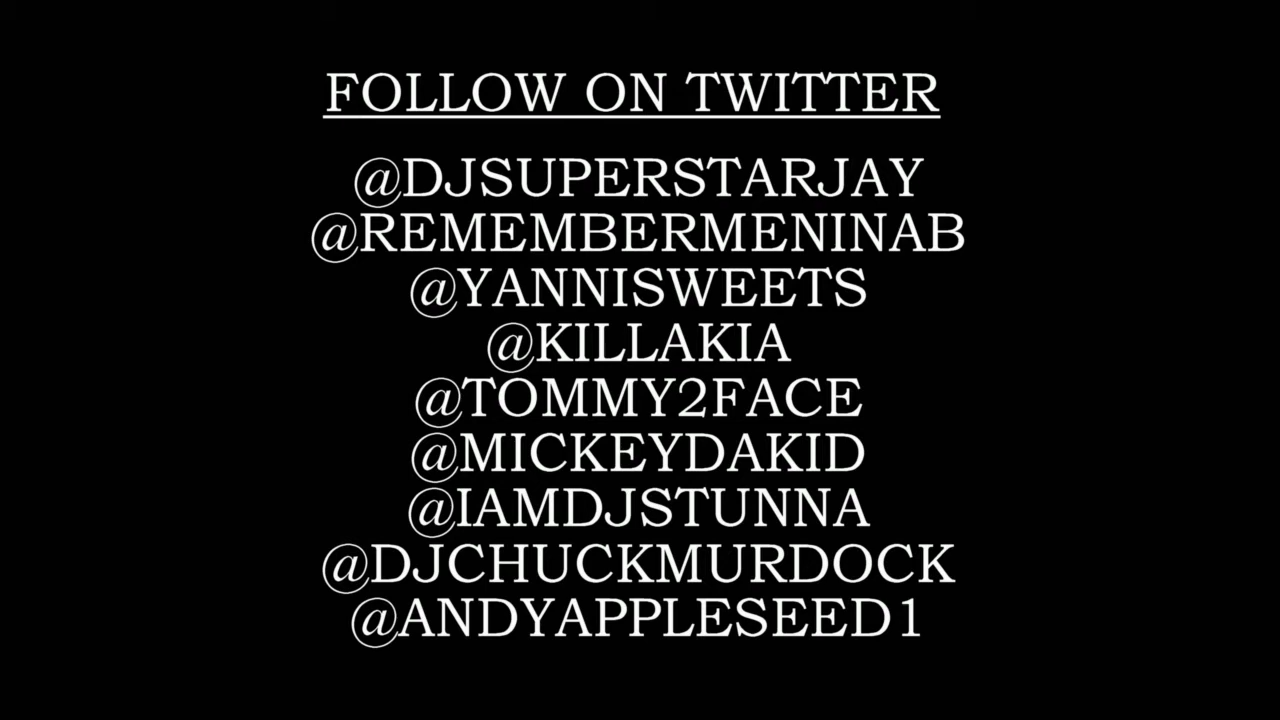 FOLLOW ON TWITTER
@DJSUPERSTARJAY
@REMEMBERMENINAB
@YANNISWEETS
@KILLAKIA
@TOMMY2FACE
@MICKEYDAKID
@IAMDJSTUNNA
@DJCHUCKMURDOCK
@ANDYAPPLESEED1